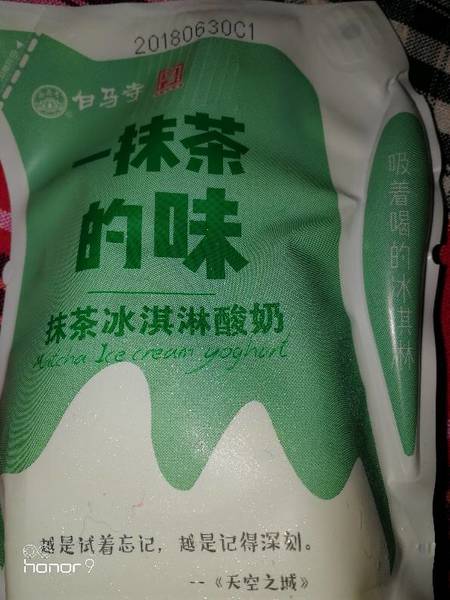 20180630C1
白马寺
一抹茶
的味
抹茶冰淇淋酸奶
Matcha Ice cream yoghurt
吸着喝的冰淇淋
越是试着忘记，越是记得深刻。
--《天空之城》
honor 9